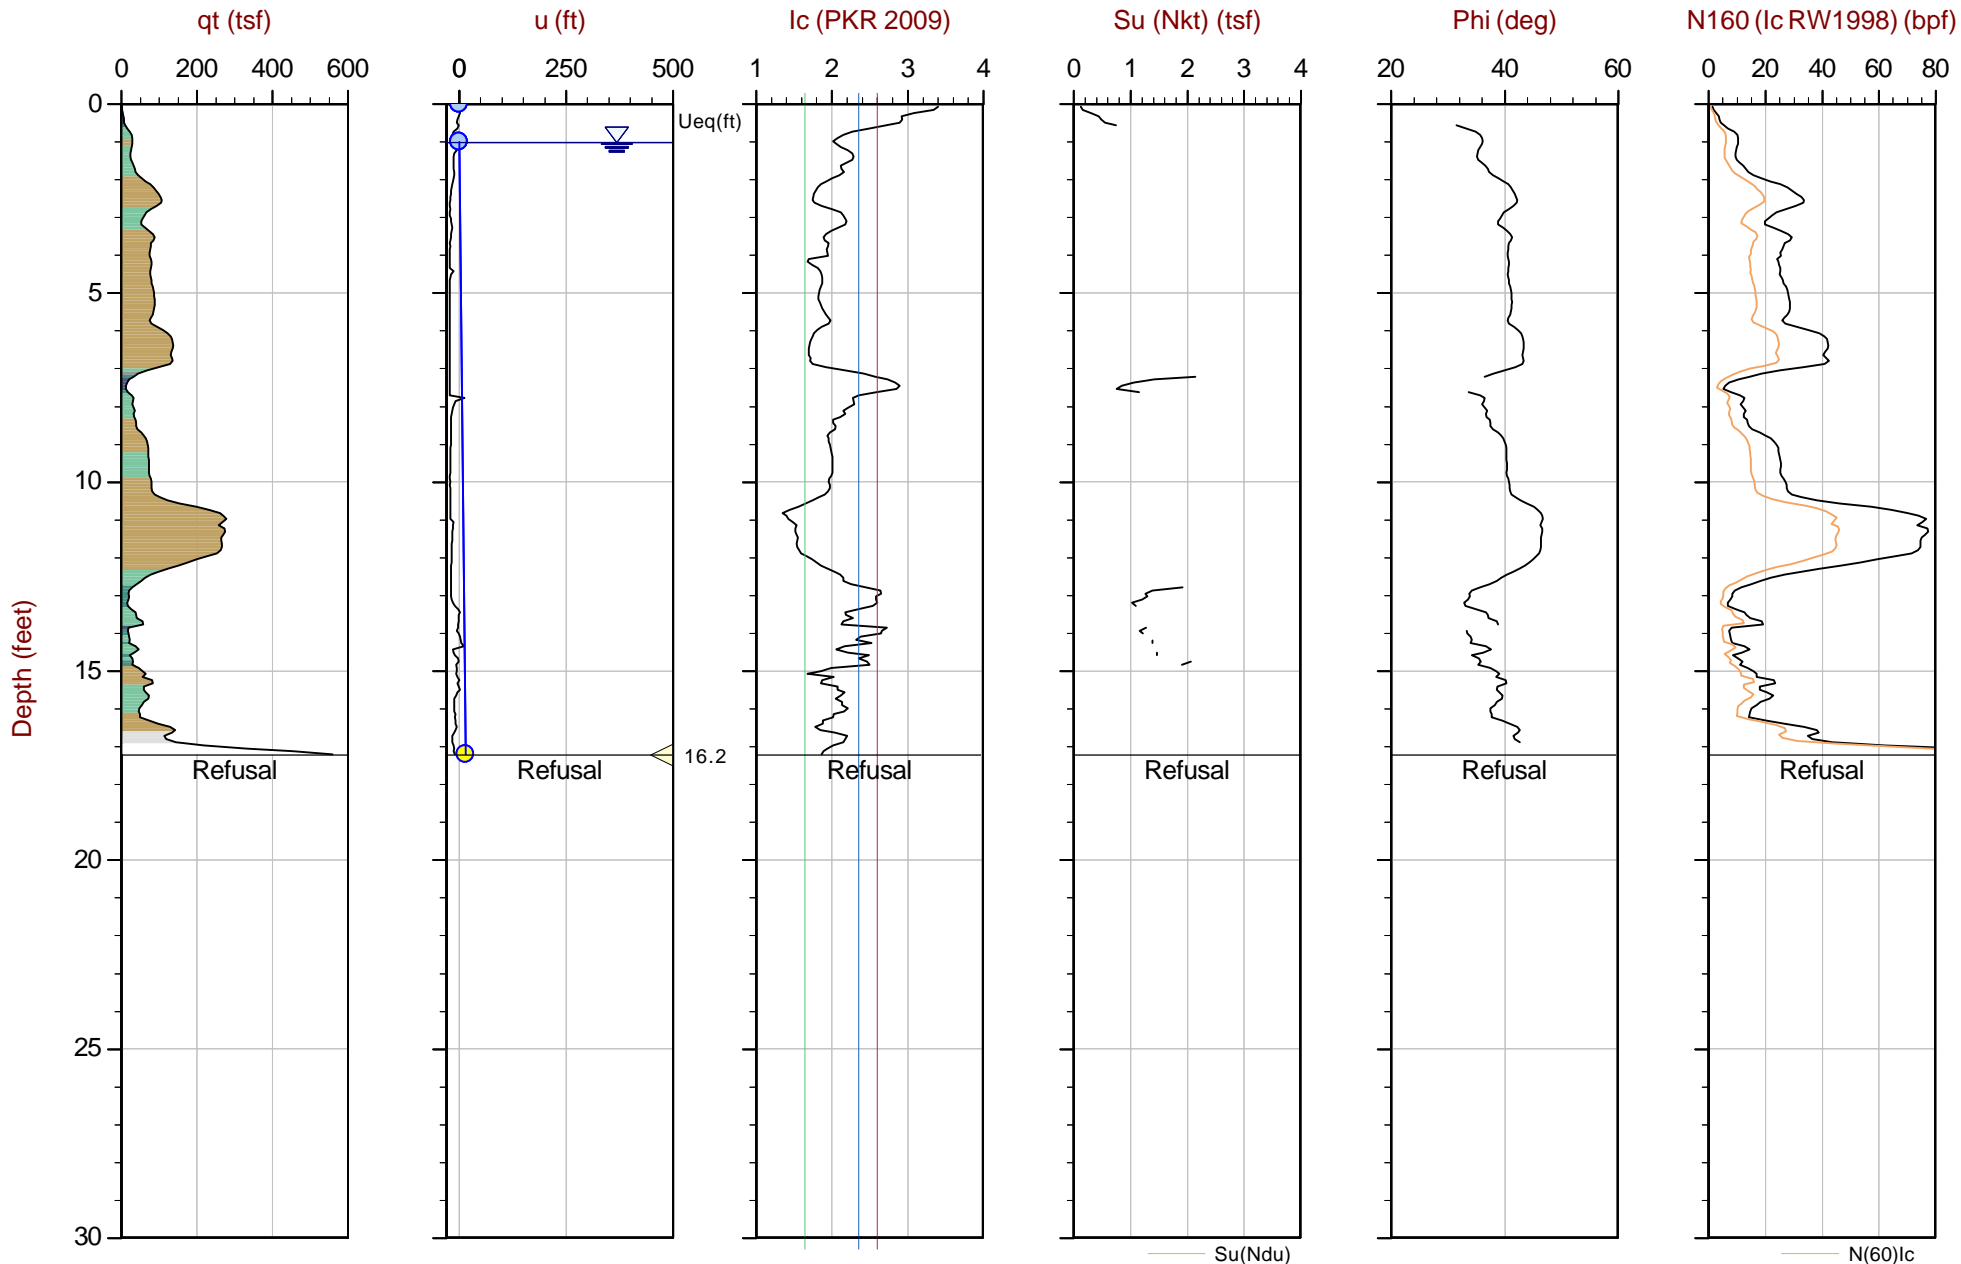 qt (tsf) u (ft) Ic (PKR 2009) Su (Nkt) (tsf) Phi (deg) N160 (Ic RW1998) (bpf)
0 200 400 600 0 250 500 1 2 3 4 0 1 2 3 4 20 40 60 0 20 40 60 80
0
Ueq(ft)
5
10
15
Depth (feet)
16.2
Refusal Refusal Refusal Refusal Refusal Refusal
20
25
30
Su(Ndu) N(60)Ic